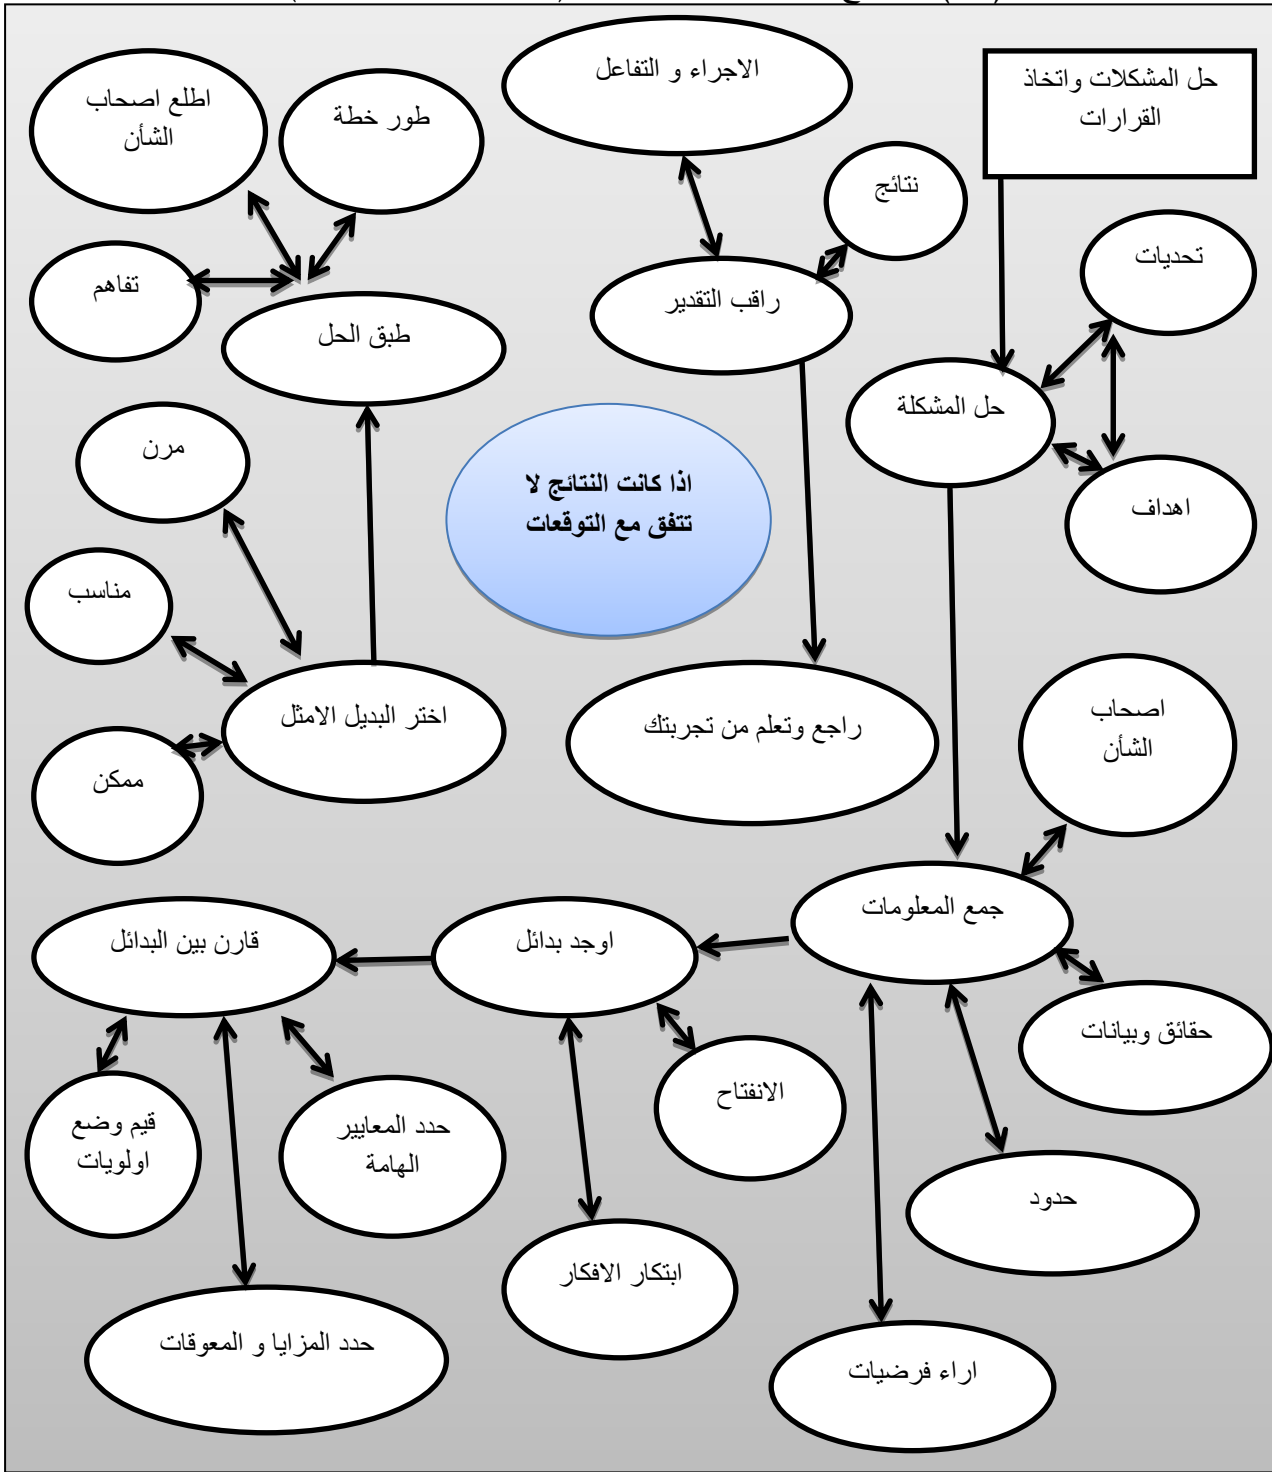 حل المشكلات واتخاذ
القرارات
الاجراء و التفاعل
طور خطة
اطلع اصحاب
الشأن
نتائج
تحديات
راقب التقدير
تفاهم
طبق الحل
حل المشكلة
مرن
اذا كانت النتائج لا
تتفق مع التوقعات
اهداف
مناسب
اصحاب
الشأن
راجع وتعلم من تجربتك
اختر البديل الامثل
ممكن
جمع المعلومات
اوجد بدائل
قارن بين البدائل
حقائق وبيانات
الانفتاح
حدد المعايير
الهامة
قيم وضع
اولويات
حدود
ابتكار الافكار
حدد المزايا و المعوقات
اراء فرضيات